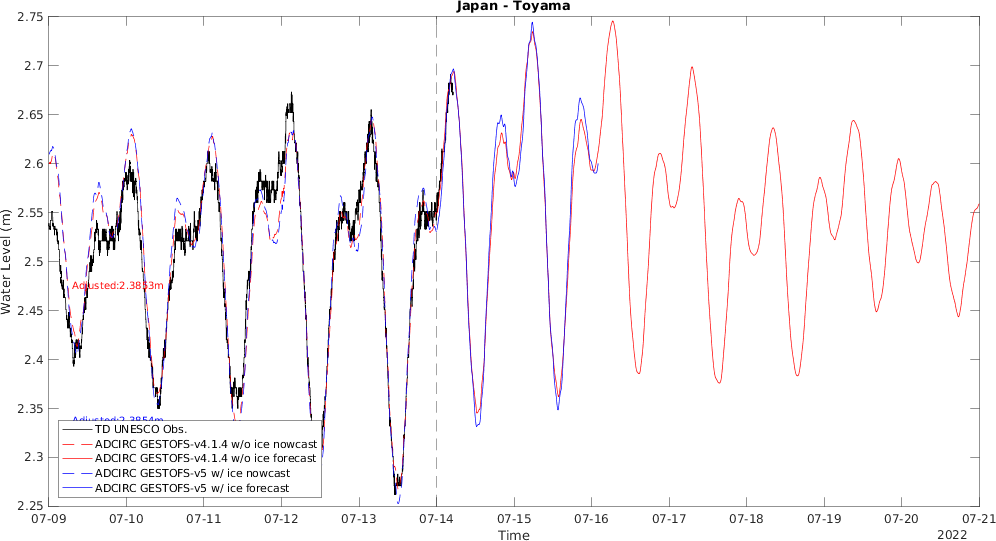 Japan - Toyama
2.75
2.7
2.65
2.6
2.55
2.5
2.45
2.4
2.35
2.3
2.25
Water Level (m)
Adjusted:2.3853m
Adjusted:2.3854m
TD UNESCO Obs.
ADCIRC GESTOFS-v4.1.4 w/o ice nowcast
ADCIRC GESTOFS-v4.1.4 w/o ice forecast
ADCIRC GESTOFS-v5 w/ ice nowcast
ADCIRC GESTOFS-v5 w/ ice forecast
07-09 07-10 07-11 07-12 07-13 07-14 07-15 07-16 07-17 07-18 07-19 07-20 07-21
Time
2022